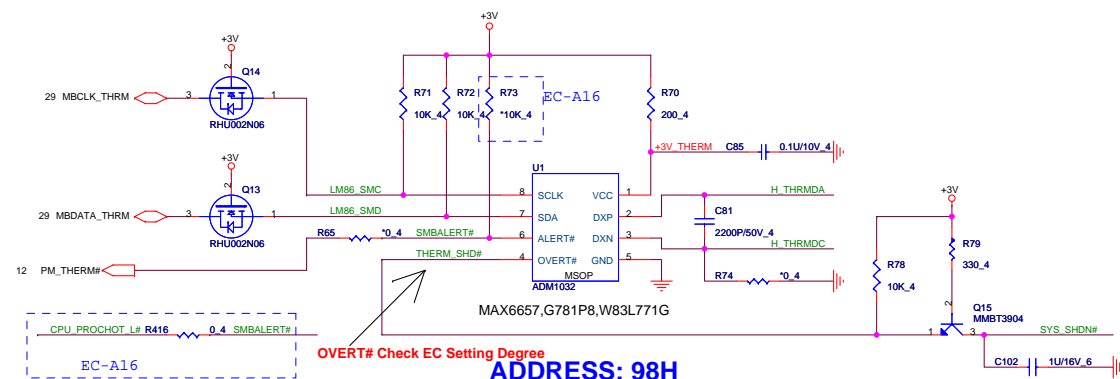 +3V
+3V
2
Q14
29 MBCLK_THRM
3
1
RHU002N06
R71
10K_4
R72
10K_4
R73
*10K_4
EC-A16
R70
200_4
+3V_THERM
C85
0.1U/10V_4
+3V
2
Q13
29 MBDATA_THRM
3
1
RHU002N06
U1
LM86_SMC
8
SCLK
VCC
1
H_THRMDA
LM86_SMD
7
SDA
DXP
2
C81
2200P/50V_4
R65
*0_4
SMBALERT#
6
ALERT#
DXN
3
H_THRMDC
THERM_SHD#
4
OVERT#
GND
5
MSOP
ADM1032
12 PM_THERM#
R74
*0_4
+3V
R79
330_4
R78
10K_4
2
Q15
MMBT3904
1
3
SYS_SHDN#
C102
1U/16V_6
MAX6657,G781P8,W83L771G
CPU_PROCHOT_L#
R416
0_4
SMBALERT#
EC-A16
OVERT# Check EC Setting Degree
ADDRESS: 98H